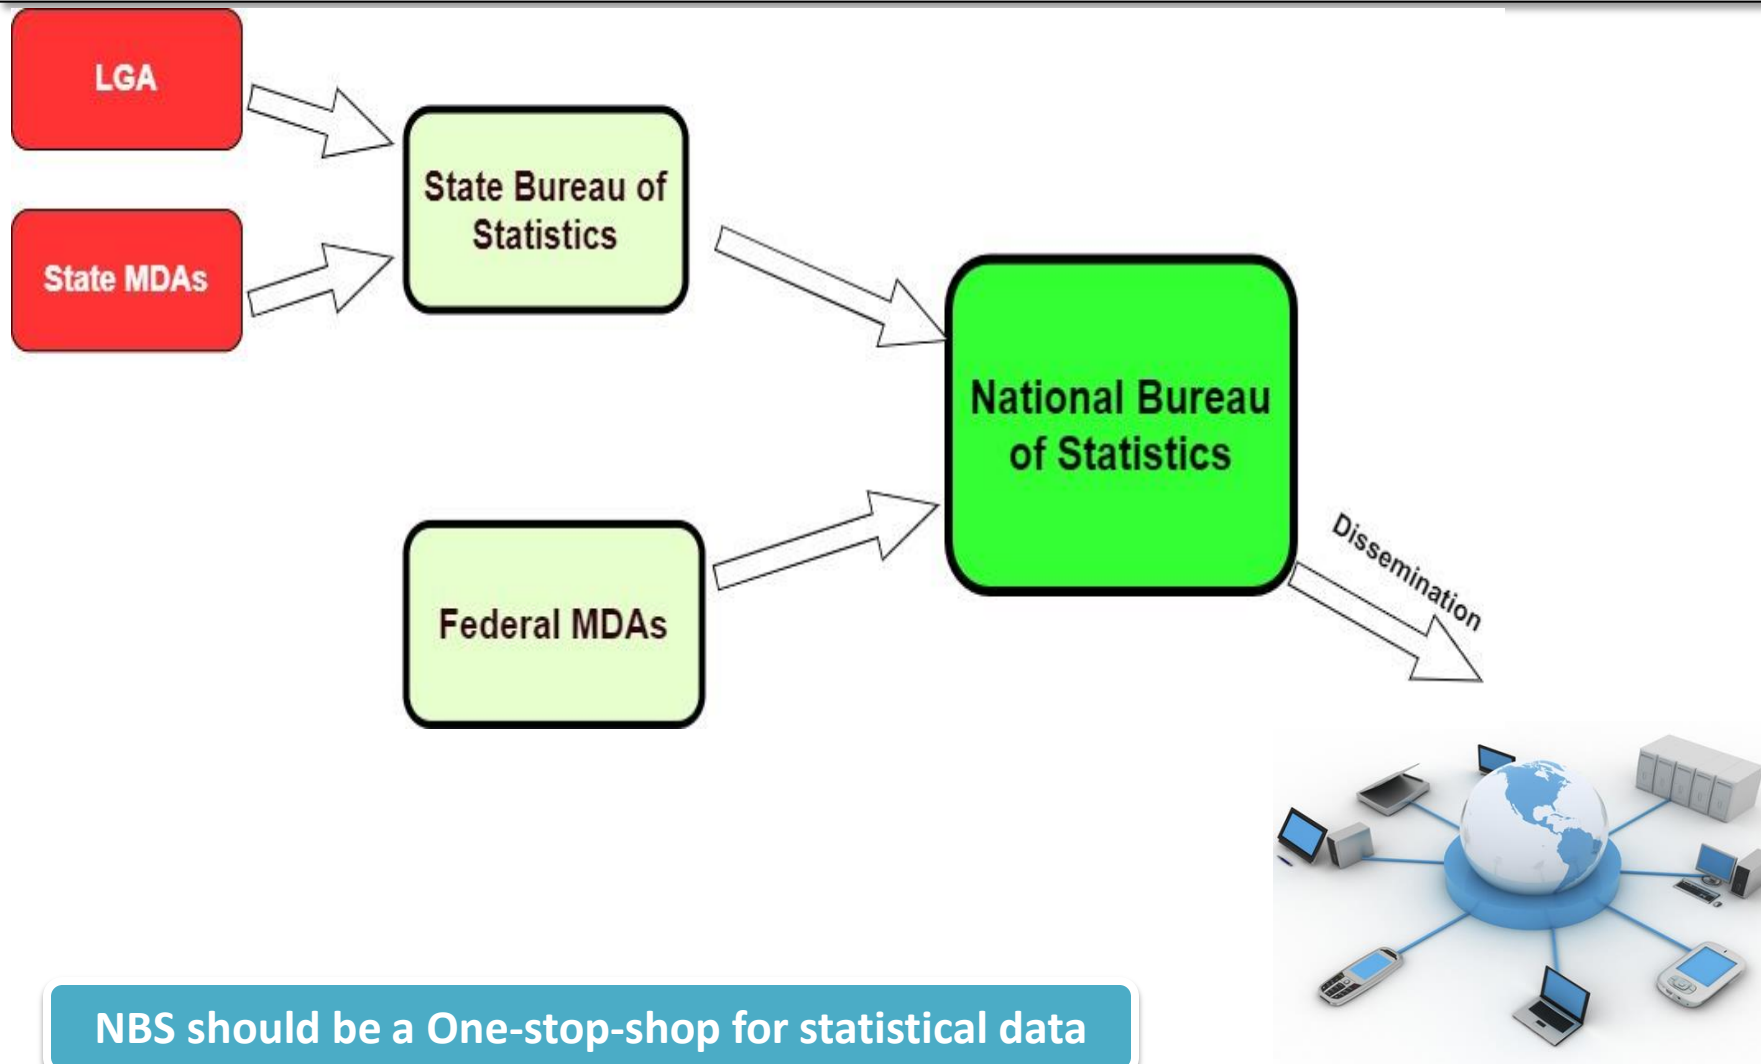 LGA
State MDAs
State Bureau of
Statistics
Federal MDAs
National Bureau
of Statistics
Dissemination
NBS should be a One-stop-shop for statistical data